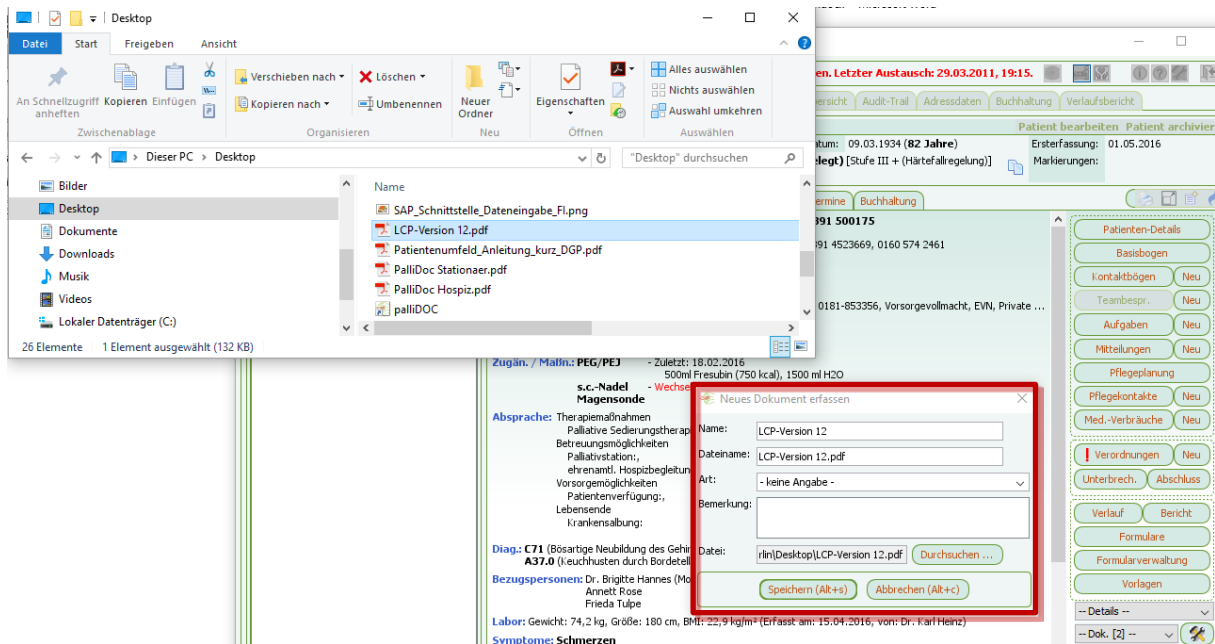 Desktop
Datei Start Freigeben Ansicht
An Schnellzugriff anheften
Kopieren
Einfügen
Zwischenablage
Verschieben nach
Kopieren nach
Löschen
Umbenennen
Organisieren
Neuer Ordner
Neu
Eigenschaften
Öffnen
Alles auswählen
Nichts auswählen
Auswahl umkehren
Auswählen
Dieser PC > Desktop
"Desktop" durchsuchen
Bilder
Desktop
Dokumente
Downloads
Musik
Videos
Lokaler Datenträger (C:)
Name
SAP_Schnittstelle_Dateneingabe_FI.png
LCP-Version 12.pdf
Patientenumfeld_Anleitung_kurz_DGP.pdf
PalliDoc Stationaer.pdf
PalliDoc Hospiz.pdf
palliDOC
26 Elemente 1 Element ausgewählt (132 KB)
en. Letzter Austausch: 29.03.2011, 19:15.
ersicht Audit-Trail Adressdaten Buchhaltung Verlaufsbericht
Patient bearbeiten Patient archivier
atum: 09.03.1934 (82 Jahre) Ersterfassung: 01.05.2016
elegt) [Stufe III + (Härtefallregelung)] Markierungen:
ermine Buchhaltung
391 500175
391 4523669, 0160 574 2461
0181-853356, Vorsorgevollmacht, EVN, Private ...
Zugän. / Maßn.: PEG/PEJ - Zuletzt: 18.02.2016
500ml Fresubin (750 kcal), 1500 ml H2O
s.c.-Nadel - Wechse
Magensonde
Absprache: Therapiemaßnahmen
Palliative Sedierungstherap
Betreuungsmöglichkeiten
Palliativstation:,
ehrenamtl. Hospizbegleitun
Vorsorgemöglichkeiten
Patientenverfügung:,
Lebensende
Krankensalbung:
Diag.: C71 (Bösartige Neubildung des Gehir
A37.0 (Keuchhusten durch Bordetell
Bezugspersonen: Dr. Brigitte Hannes (Mo
Annett Rose
Frieda Tulpe
Labor: Gewicht: 74,2 kg, Größe: 180 cm, BMI: 22,9 kg/m² (Erfasst am: 15.04.2016, von: Dr. Karl Heinz)
Symptome: Schmerzen
Neues Dokument erfassen
Name: LCP-Version 12
Dateiname: LCP-Version 12.pdf
Art: - keine Angabe -
Bemerkung:
Datei: rlin\Desktop\LCP-Version 12.pdf Durchsuchen ...
Speichern (Alt+s) Abbrechen (Alt+c)
Patienten-Details
Basisbogen
Kontaktbögen Neu
Teambespr. Neu
Aufgaben Neu
Mitteilungen Neu
Pflegeplanung
Pflegekontakte Neu
Med.-Verbräuche Neu
Verordnungen Neu
Unterbrech. Abschluss
Verlauf Bericht
Formulare
Formularverwaltung
Vorlagen
-- Details --
--Dok. [2] --